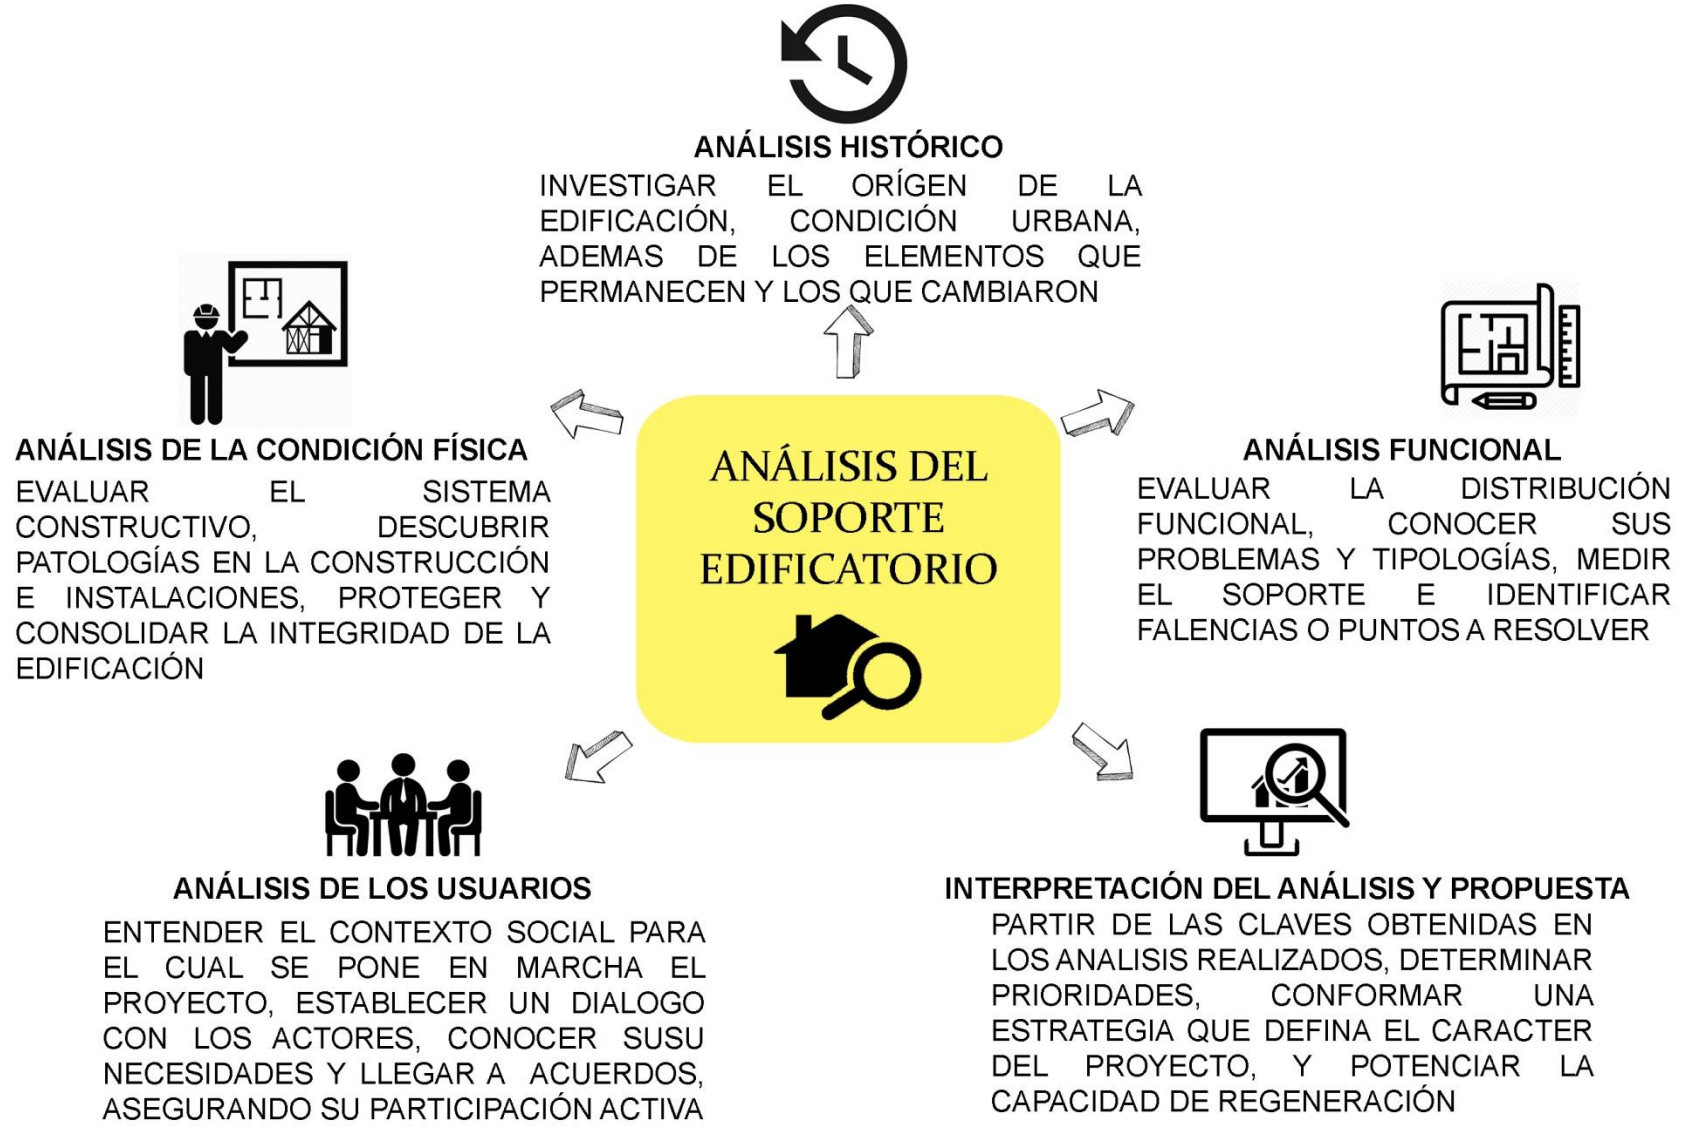 ANÁLISIS HISTÓRICO
INVESTIGAR EL ORÍGEN DE LA
EDIFICACIÓN, CONDICIÓN URBANA,
ADEMAS DE LOS ELEMENTOS QUE
PERMANECEN Y LOS QUE CAMBIARON
ANÁLISIS DE LA CONDICIÓN FÍSICA
EVALUAR EL SISTEMA
CONSTRUCTIVO, DESCUBRIR
PATOLOGÍAS EN LA CONSTRUCCIÓN
E INSTALACIONES, PROTEGER Y
CONSOLIDAR LA INTEGRIDAD DE LA
EDIFICACIÓN
ANÁLISIS DEL
SOPORTE
EDIFICATORIO
ANÁLISIS FUNCIONAL
EVALUAR LA DISTRIBUCIÓN
FUNCIONAL, CONOCER SUS
PROBLEMAS Y TIPOLOGÍAS, MEDIR
EL SOPORTE E IDENTIFICAR
FALENCIAS O PUNTOS A RESOLVER
ANÁLISIS DE LOS USUARIOS
ENTENDER EL CONTEXTO SOCIAL PARA
EL CUAL SE PONE EN MARCHA EL
PROYECTO, ESTABLECER UN DIALOGO
CON LOS ACTORES, CONOCER SUSU
NECESIDADES Y LLEGAR A ACUERDOS,
ASEGURANDO SU PARTICIPACIÓN ACTIVA
INTERPRETACIÓN DEL ANÁLISIS Y PROPUESTA
PARTIR DE LAS CLAVES OBTENIDAS EN
LOS ANALISIS REALIZADOS, DETERMINAR
PRIORIDADES, CONFORMAR UNA
ESTRATEGIA QUE DEFINA EL CARACTER
DEL PROYECTO, Y POTENCIAR LA
CAPACIDAD DE REGENERACIÓN